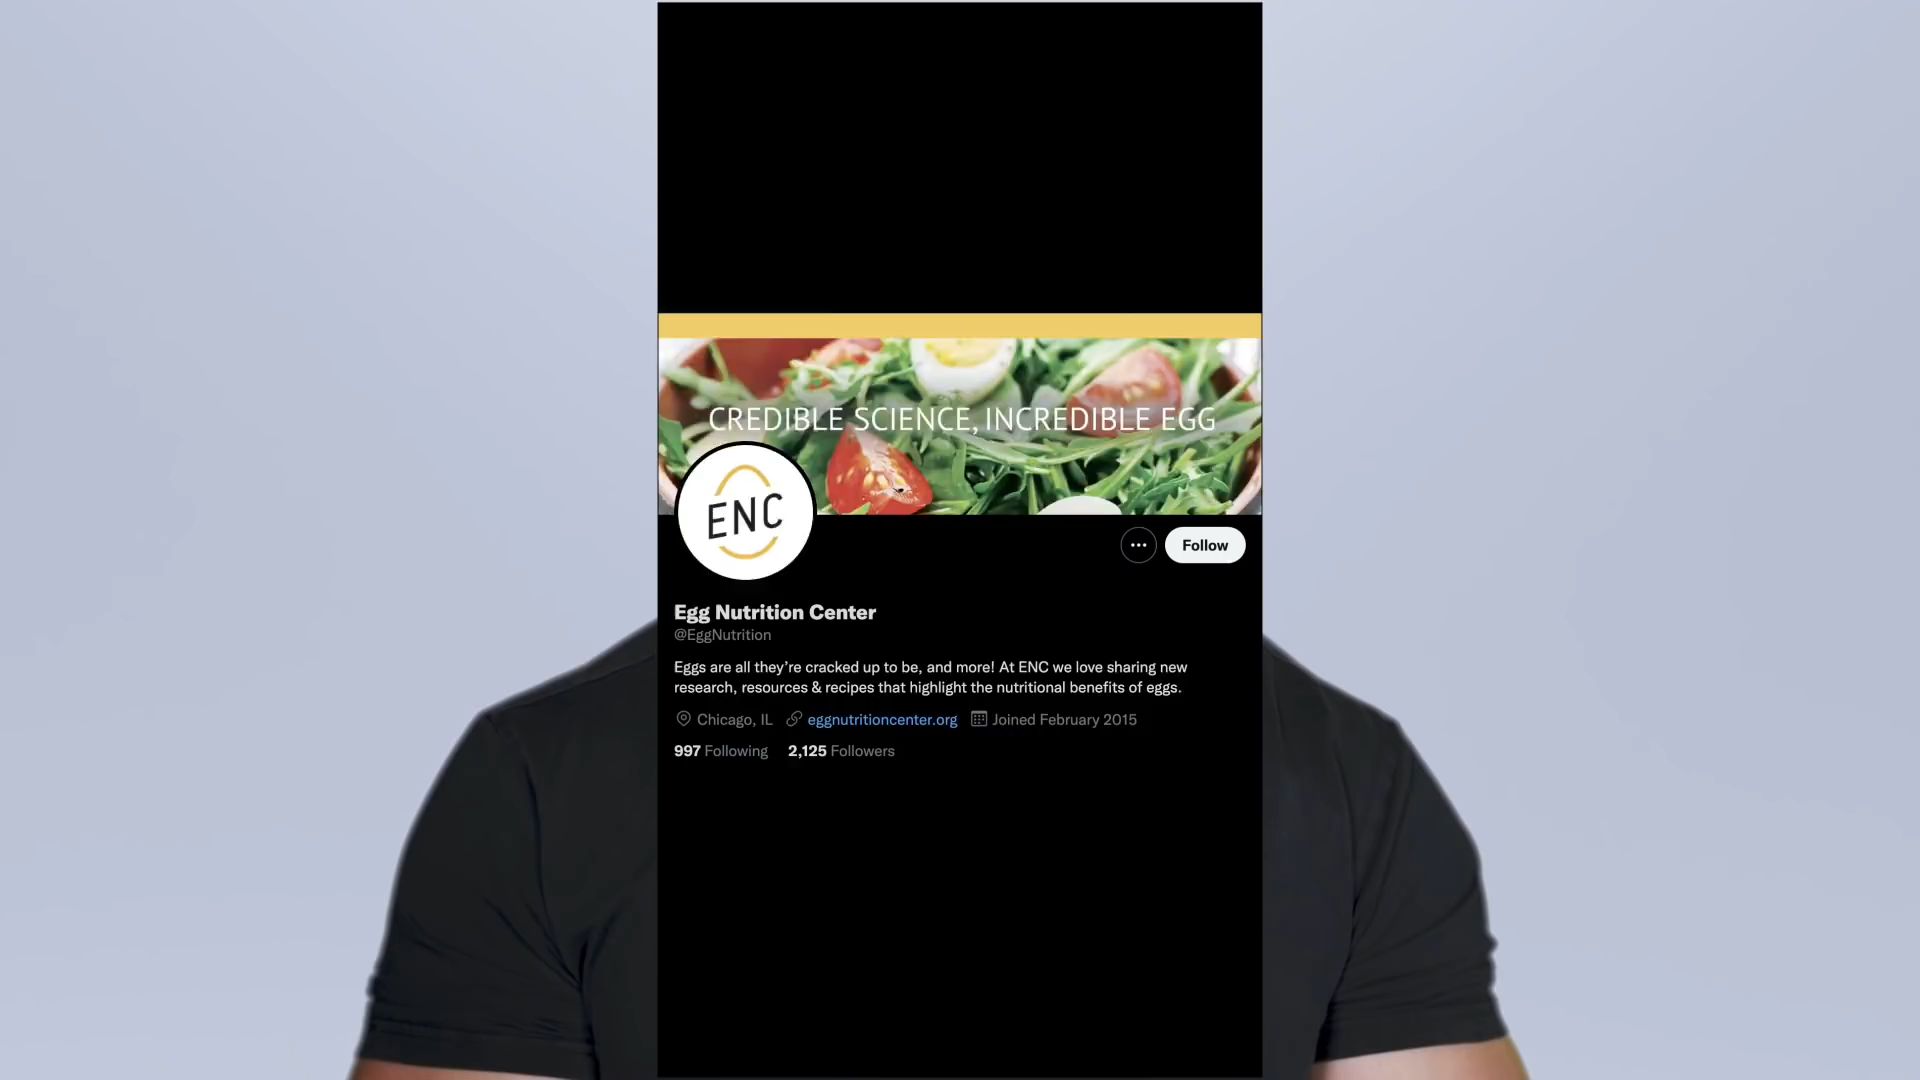 CREDIBLE SCIENCE, INCREDIBLE EGG
ENC
Follow
Egg Nutrition Center
@EggNutrition
Eggs are all they’re cracked up to be, and more! At ENC we love sharing new
research, resources & recipes that highlight the nutritional benefits of eggs.
Chicago, IL eggnutritioncenter.org Joined February 2015
997 Following 2,125 Followers